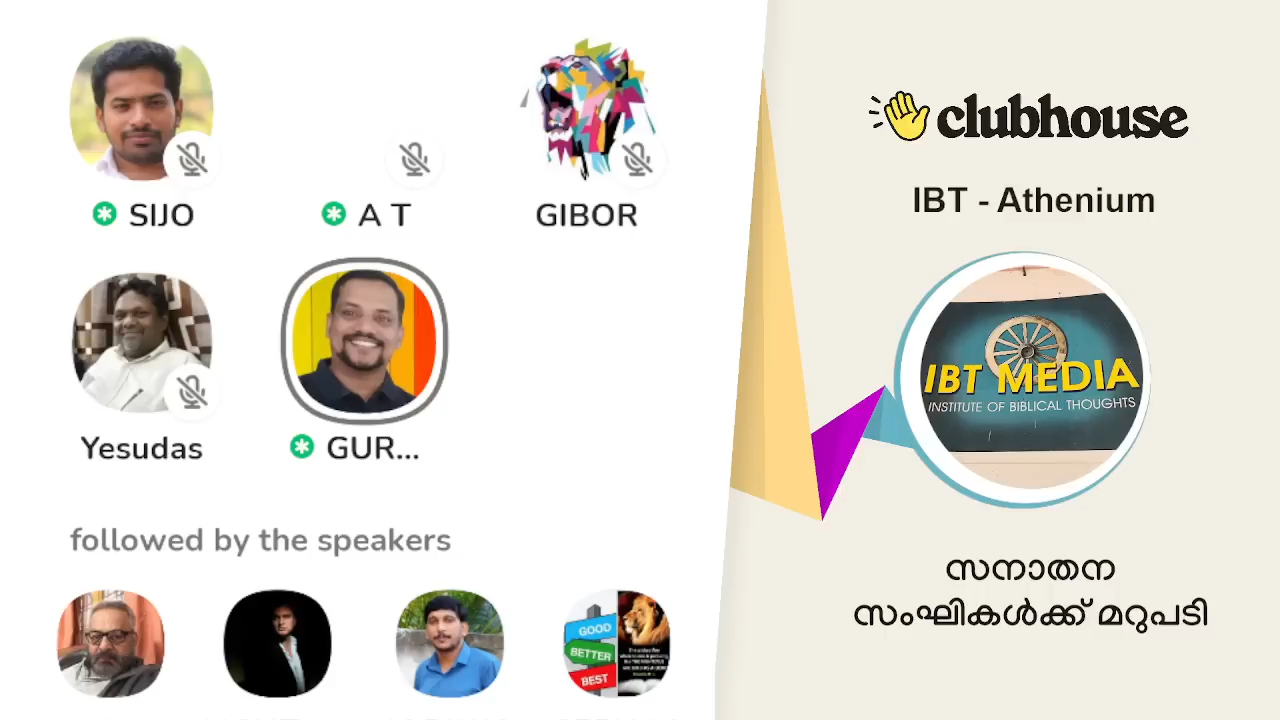 SIJO
A T
GIBOR
Yesudas
GUR...
followed by the speakers
GOOD
BETTER
BEST
clubhouse
IBT - Athenium
IBT MEDIA
INSTITUTE OF BIBLICAL THOUGHTS
സനാതന
സംഘികൾക്ക് മറുപടി